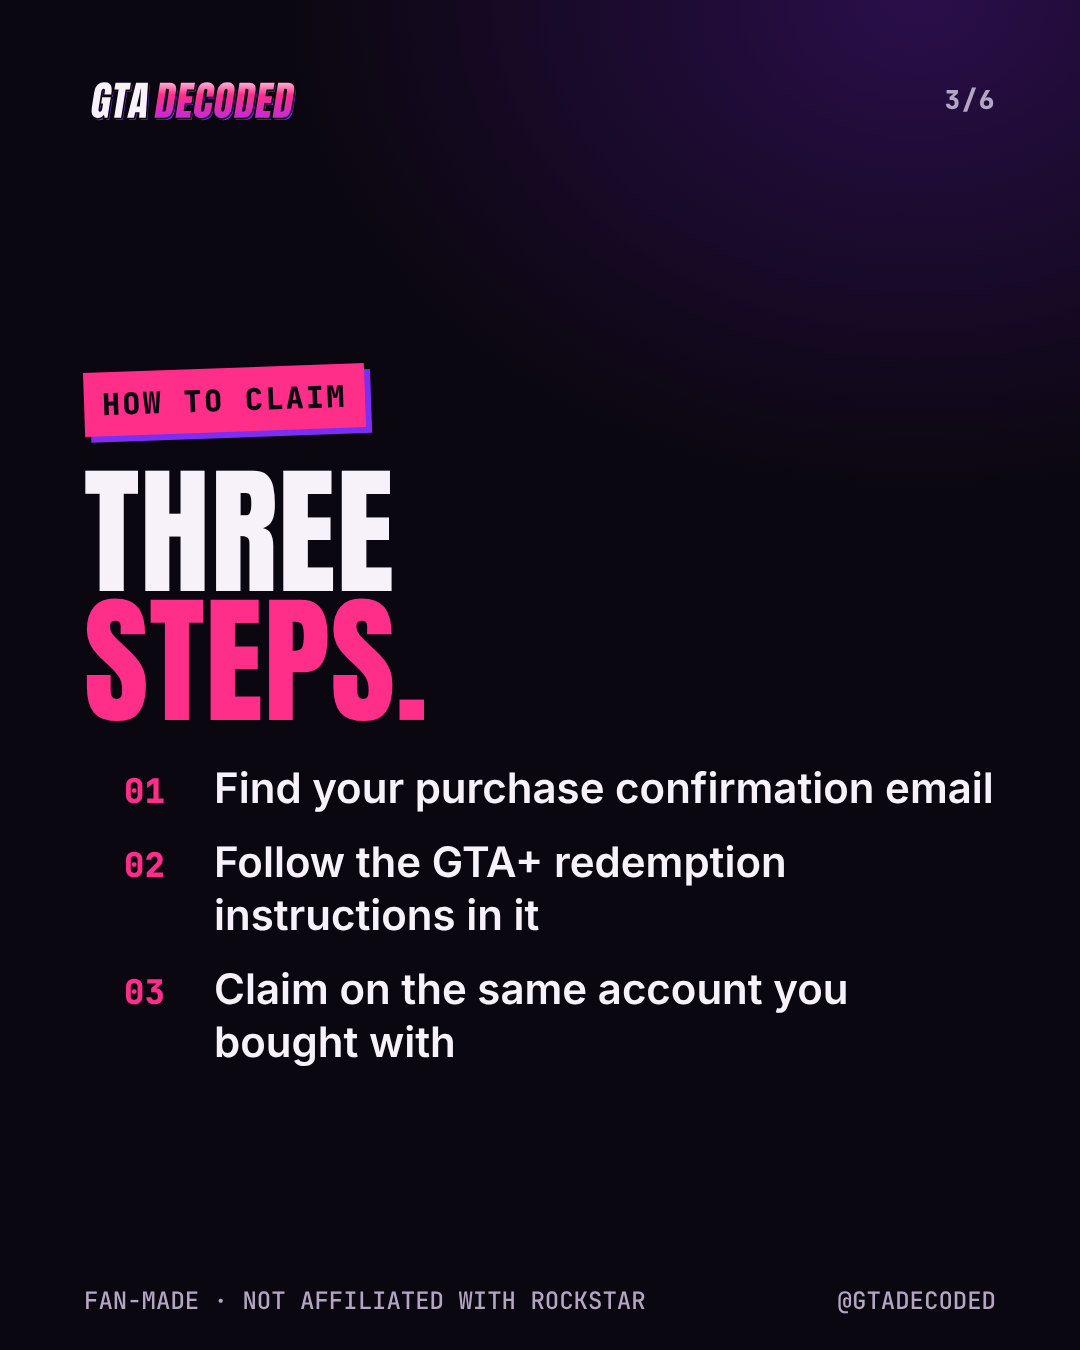 GTA DECODED
3/6
HOW TO CLAIM
THREE
STEPS.
01 Find your purchase confirmation email
02 Follow the GTA+ redemption
instructions in it
03 Claim on the same account you
bought with
FAN-MADE · NOT AFFILIATED WITH ROCKSTAR
@GTADECODED